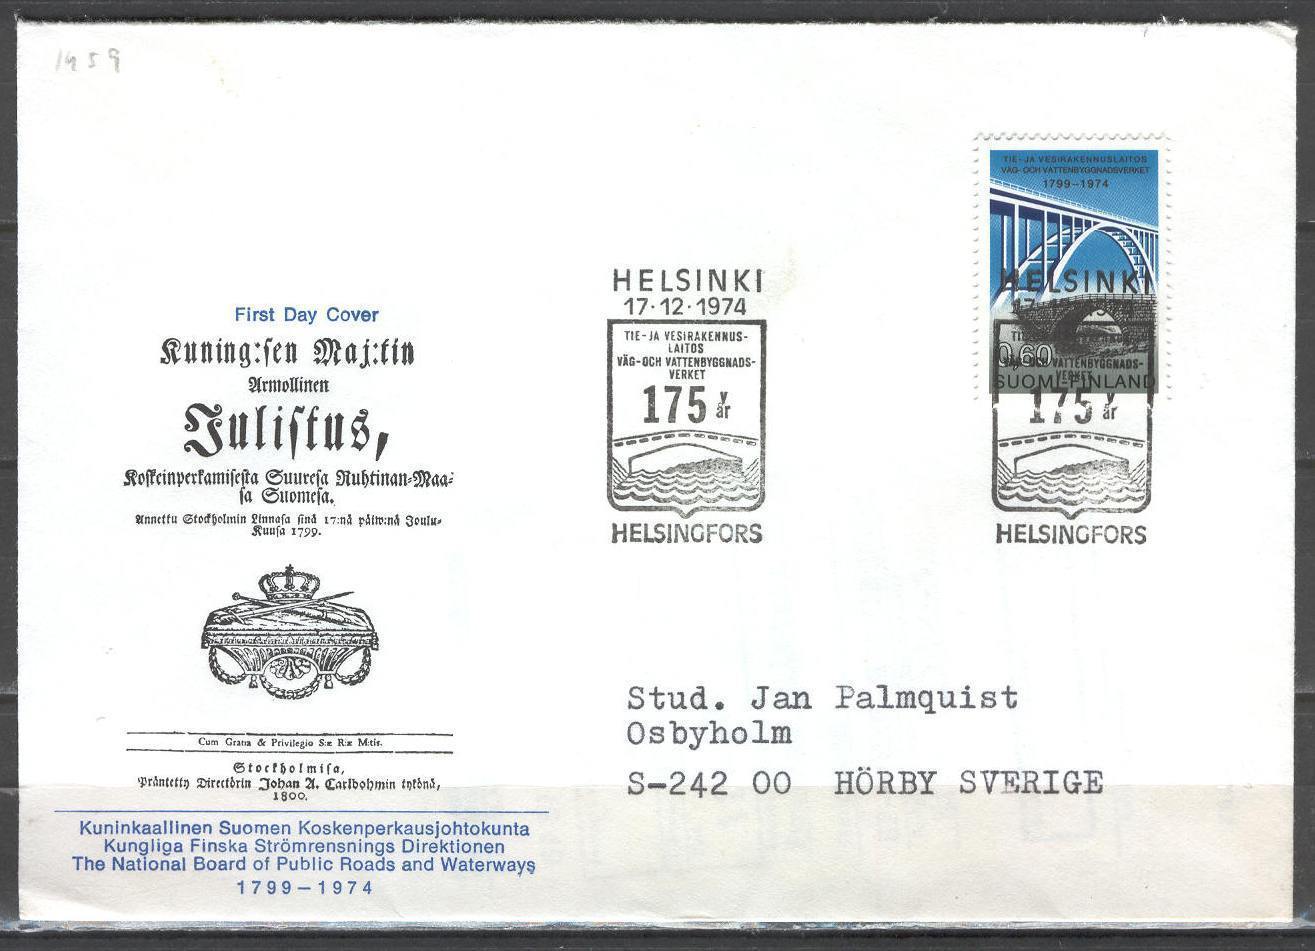 1459
First Day Cover
Kuning:sen Maj:tin
Armollinen
Julistus,
Koskeinperkamisesta Suuresa Ruhtinan-Maa-
sa Suomesa.
Annettu Stockholmin Linnasa sinä 17:nä päiw:nä Joulu-
Kuusa 1799.
Cum Gratia & Privilegio S:æ R:æ M:tis.
Stockholmisa,
Präntetty Directörin Johan A. Carlbohmin tykönä,
1800.
Kuninkaallinen Suomen Koskenperkausjohtokunta
Kungliga Finska Strömrensnings Direktionen
The National Board of Public Roads and Waterways
1799–1974
HELSINKI
17·12·1974
TIE-JA VESIRAKENNUS-
LAITOS
VÄG-OCH VATTENBYGGNADS-
VERKET
175 v
år
HELSINGFORS
TIE-JA VESIRAKENNUSLAITOS
VÄG-OCH VATTENBYGGNADSVERKET
1799–1974
HELSINKI
0,60
VATTENBYGGNADS-
VERKET
SUOMI-FINLAND
175 v
år
HELSINGFORS
Stud. Jan Palmquist
Osbyholm
S-242 00 HÖRBY SVERIGE